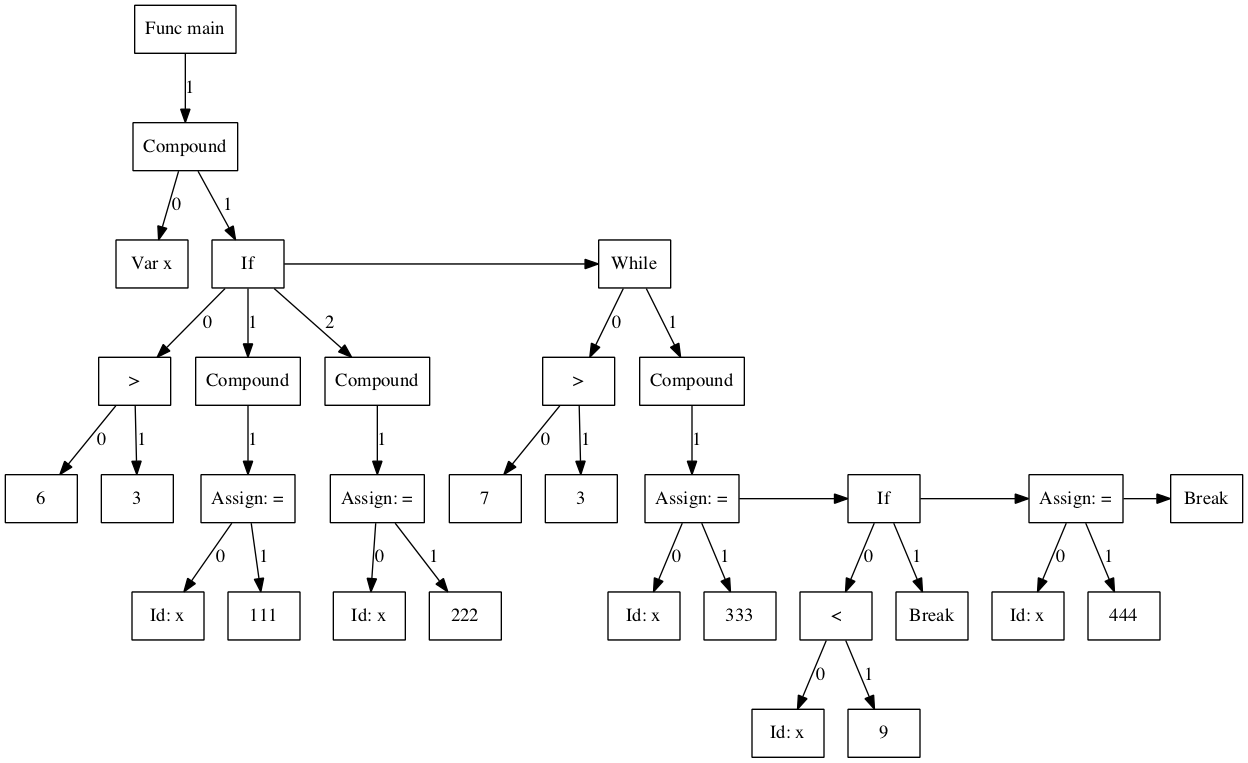 Func main
1
Compound
0
1
Var x
If
While
0
1
2
0
1
>
Compound
Compound
>
Compound
0
1
1
1
0
1
1
6
3
Assign: =
Assign: =
7
3
Assign: =
If
Assign: =
Break
0
1
0
1
0
1
0
1
0
1
Id: x
111
Id: x
222
Id: x
333
<
Break
Id: x
444
0
1
Id: x
9